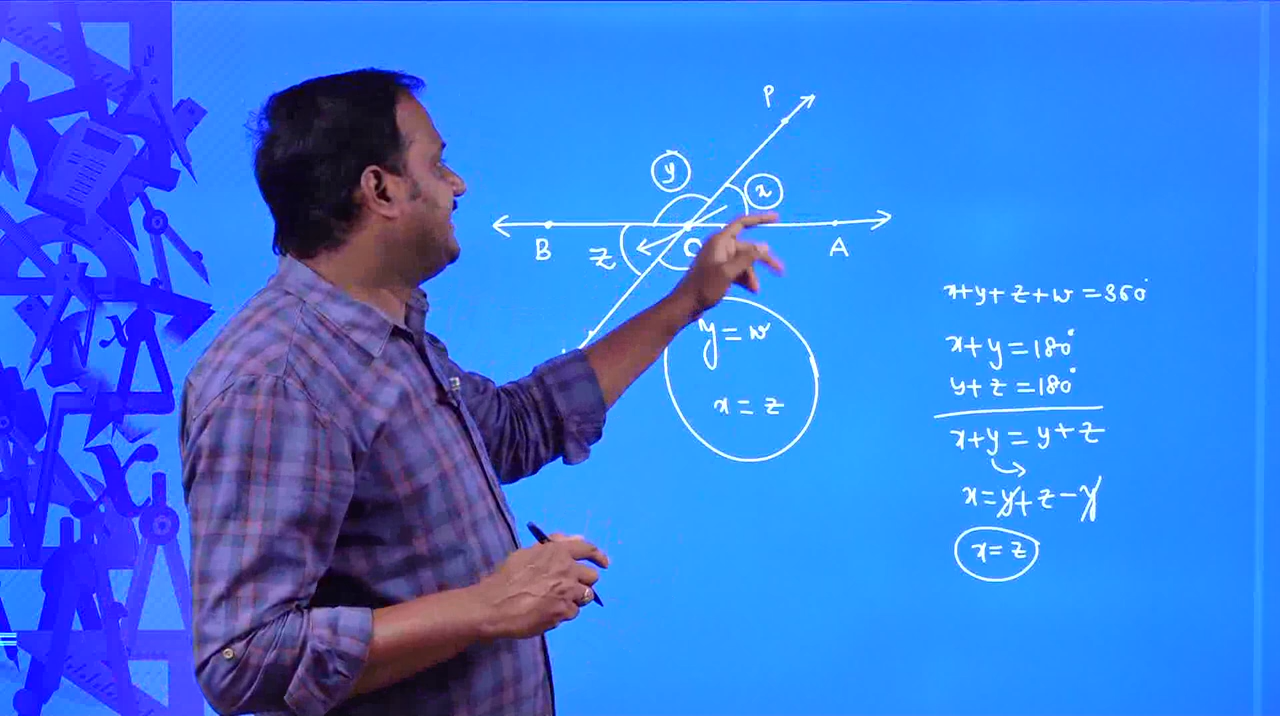 P
y
x
B
O
A
z
y = w
x = z
x+y+z+w = 360°
x+y = 180°
y+z = 180°
x+y = y+z
x = y+z-y
x = z